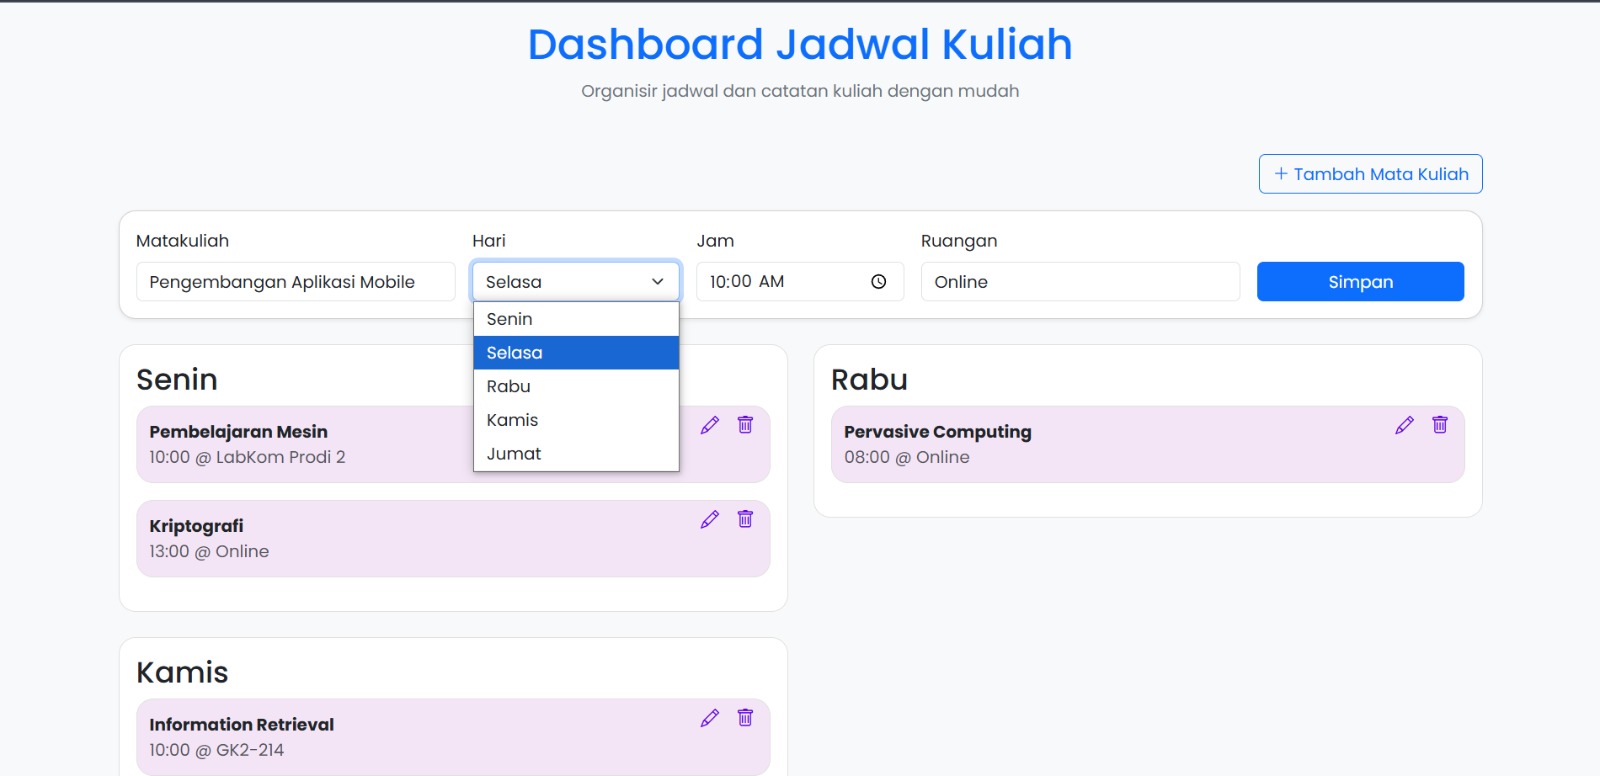 Dashboard Jadwal Kuliah
Organisir jadwal dan catatan kuliah dengan mudah
+ Tambah Mata Kuliah
Matakuliah
Hari
Jam
Ruangan
Pengembangan Aplikasi Mobile
Selasa
10:00 AM
Online
Simpan
Senin
Selasa
Rabu
Kamis
Jumat
Senin
Pembelajaran Mesin
10:00 @ LabKom Prodi 2
Kriptografi
13:00 @ Online
Rabu
Pervasive Computing
08:00 @ Online
Kamis
Information Retrieval
10:00 @ GK2-214